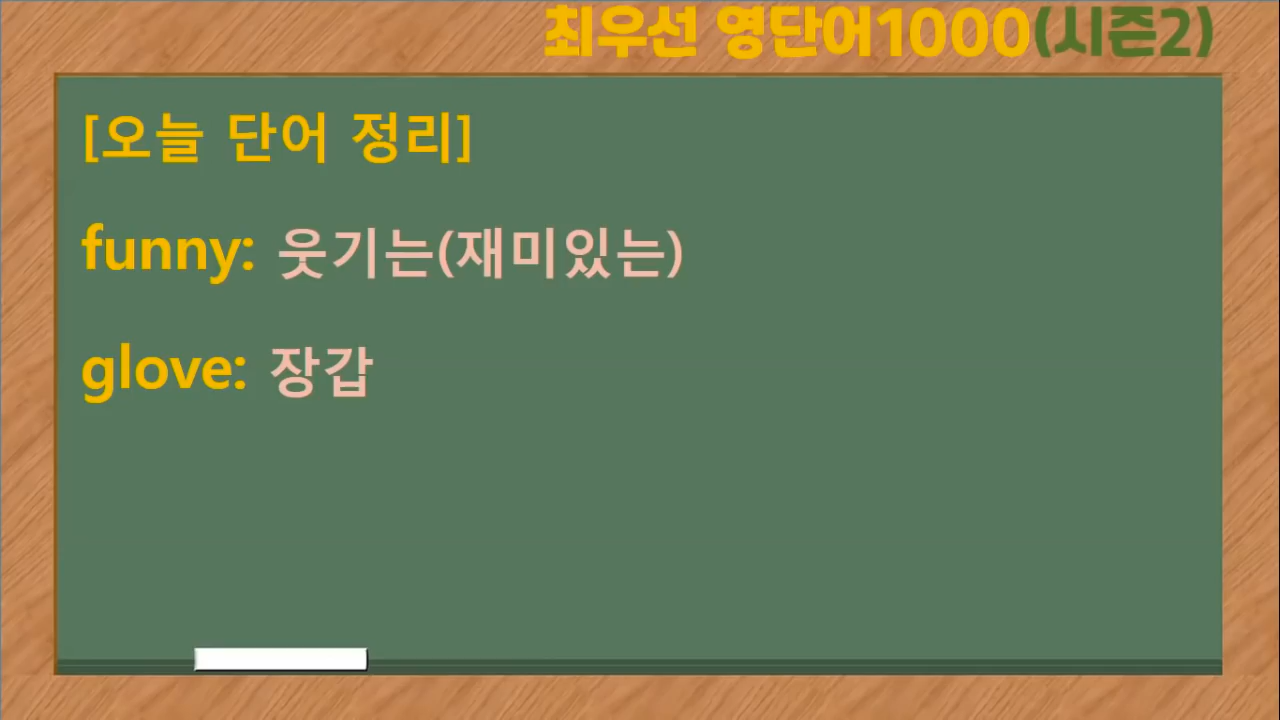 최우선 영단어1000(시즌2)
[오늘 단어 정리]
funny: 웃기는(재미있는)
glove: 장갑